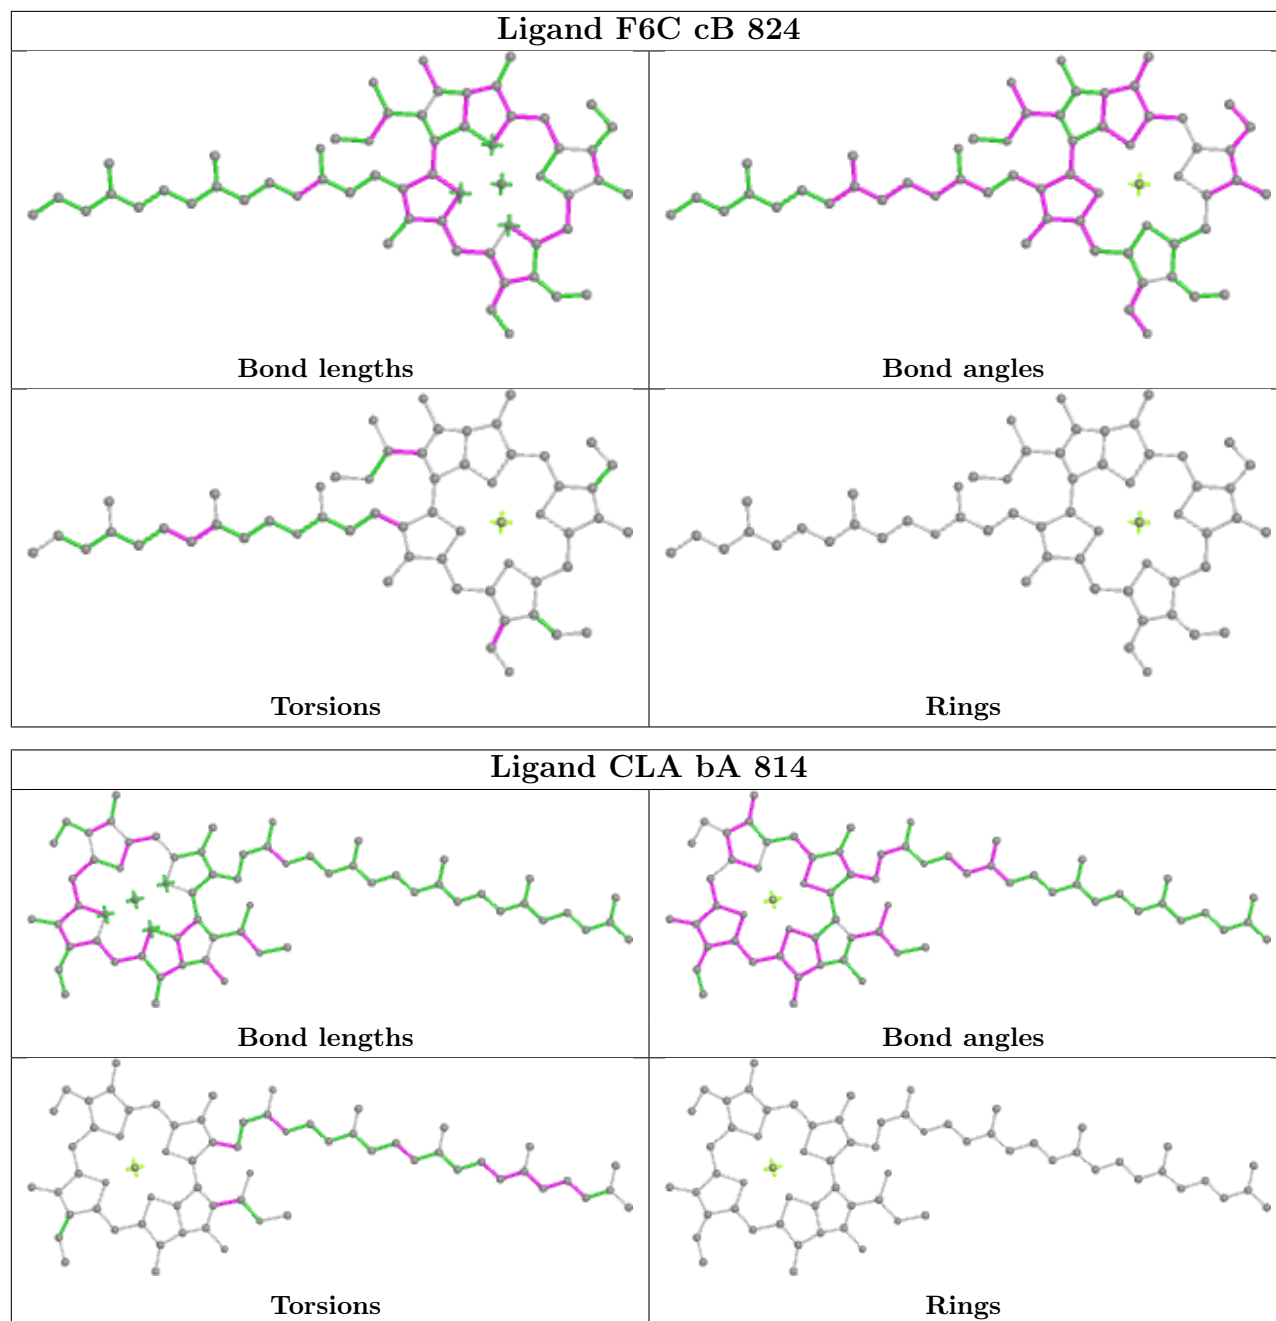 Ligand F6C cB 824
Bond lengths
Bond angles
Torsions
Rings
Ligand CLA bA 814
Bond lengths
Bond angles
Torsions
Rings